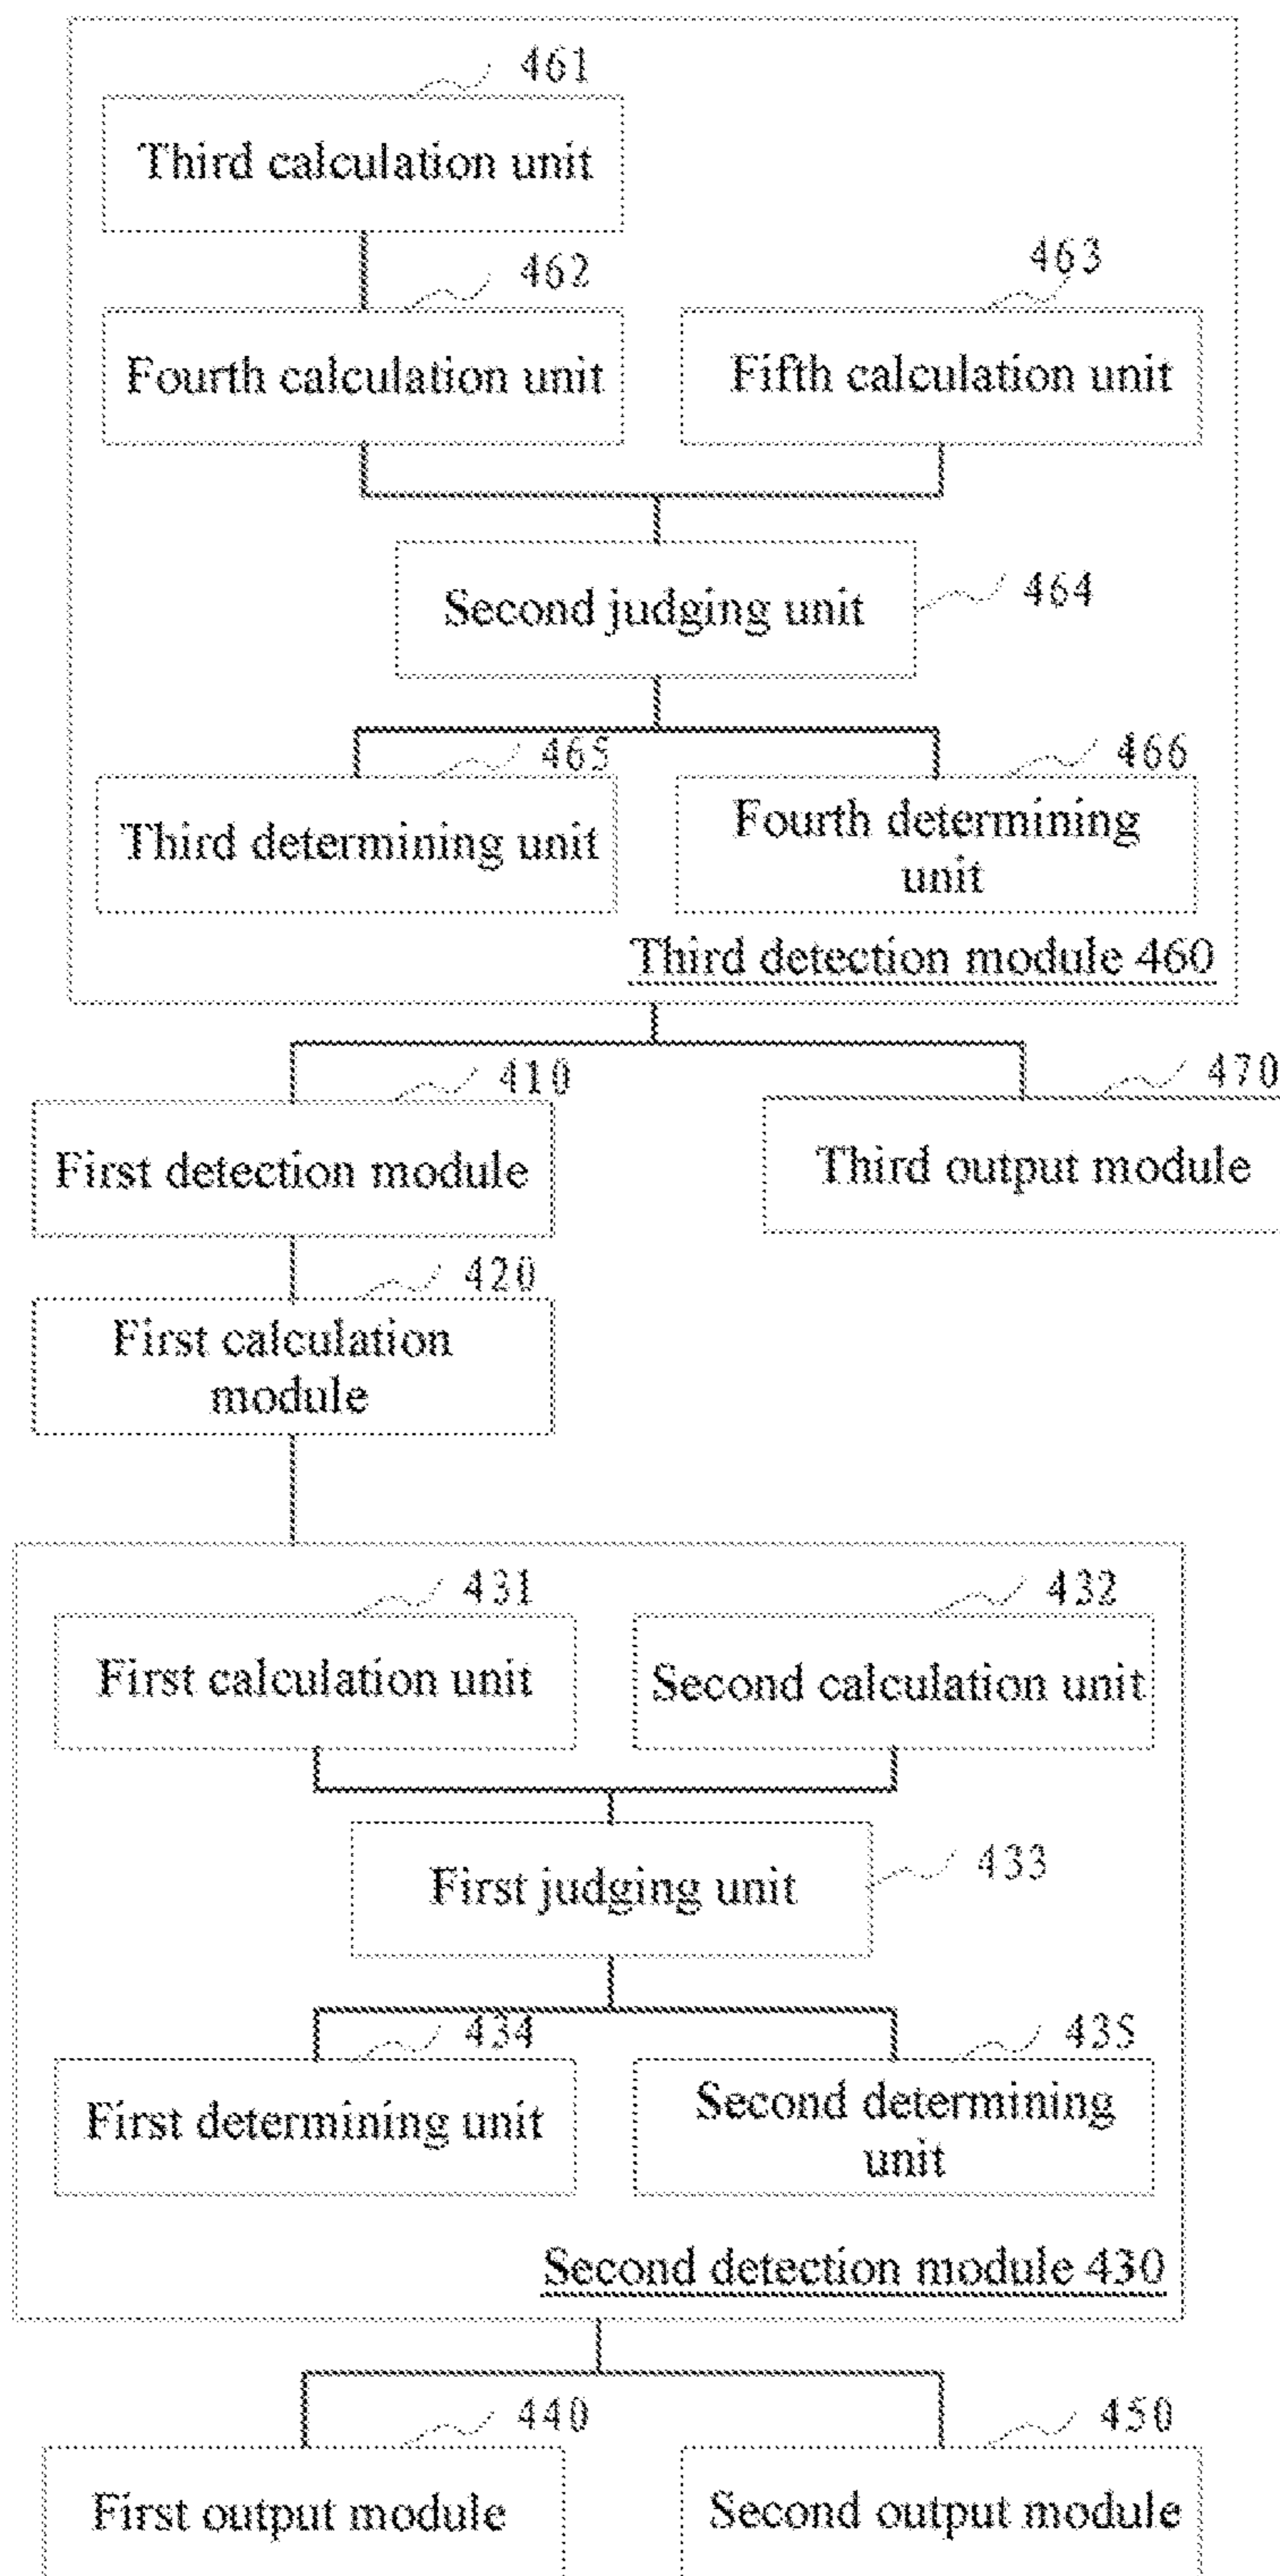 461
Third calculation unit
462
463
Fourth calculation unit
Fifth calculation unit
Second judging unit
464
465
466
Third determining unit
Fourth determining
unit
Third detection module 460
410
470
First detection module
Third output module
420
First calculation
module
431
432
First calculation unit
Second calculation unit
First judging unit
433
434
435
First determining unit
Second determining
unit
Second detection module 430
440
450
First output module
Second output module